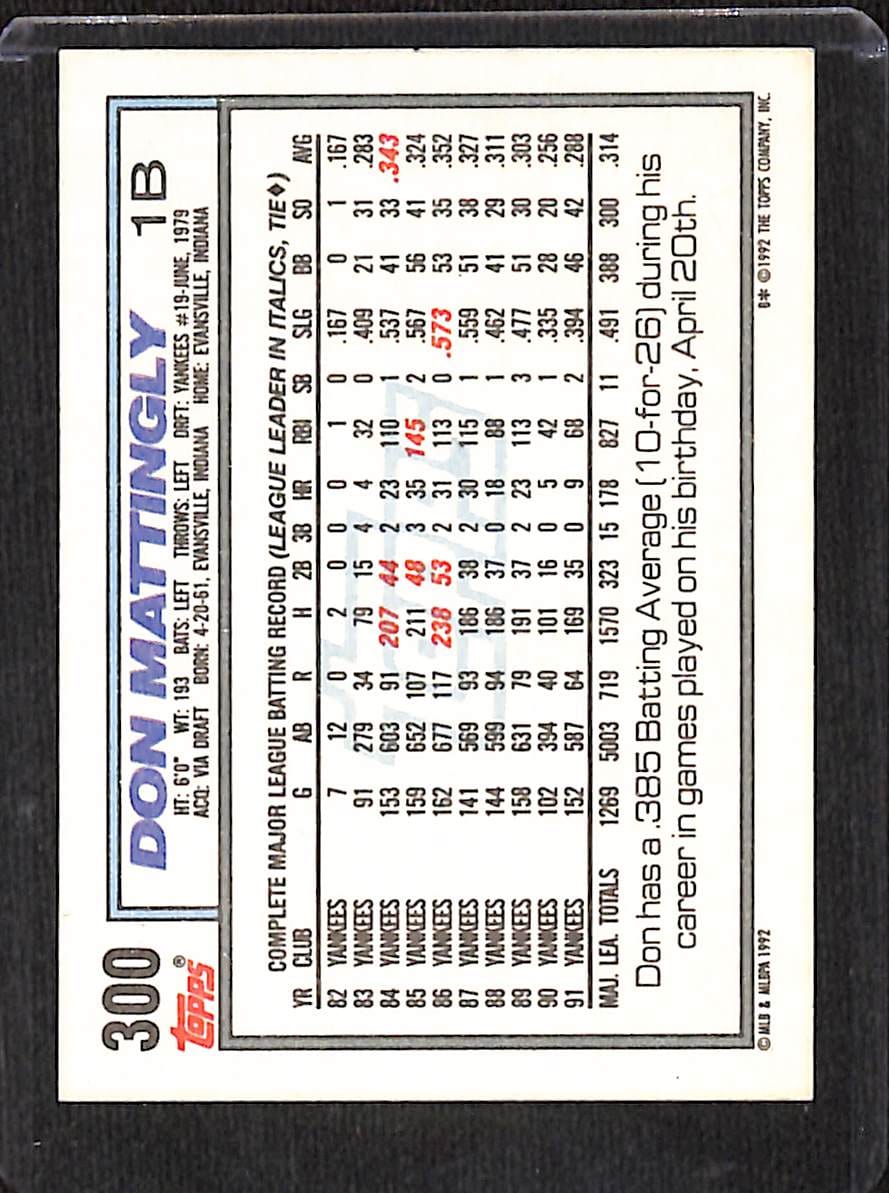 300
Topps®
DON MATTINGLY 1B
HT: 6'0" WT: 193 BATS: LEFT THROWS: LEFT DRFT: YANKEES #19-JUNE, 1979
ACQ: VIA DRAFT BORN: 4-20-61, EVANSVILLE, INDIANA HOME: EVANSVILLE, INDIANA
COMPLETE MAJOR LEAGUE BATTING RECORD (LEAGUE LEADER IN ITALICS, TIE♦)
YR CLUB G AB R H 2B 3B HR RBI SB SLG BB SO AVG
82 YANKEES 7 12 0 2 0 0 0 1 0 .167 0 1 .167
83 YANKEES 91 279 34 79 15 4 4 32 0 .409 21 31 .283
84 YANKEES 153 603 91 207 44 2 23 110 1 .537 41 33 .343
85 YANKEES 159 652 107 211 48 3 35 145 2 .567 56 41 .324
86 YANKEES 162 677 117 238 53 2 31 113 0 .573 53 35 .352
87 YANKEES 141 569 93 186 38 2 30 115 1 .559 51 38 .327
88 YANKEES 144 599 94 186 37 0 18 88 1 .462 41 29 .311
89 YANKEES 158 631 79 191 37 2 23 113 3 .477 51 30 .303
90 YANKEES 102 394 40 101 16 0 5 42 1 .335 28 20 .256
91 YANKEES 152 587 64 169 35 0 9 68 2 .394 46 42 .288
MAJ. LEA. TOTALS 1269 5003 719 1570 323 15 178 827 11 .491 388 300 .314
Don has a .385 Batting Average (10-for-26) during his
career in games played on his birthday, April 20th.
© MLB & MLBPA 1992 B* © 1992 THE TOPPS COMPANY, INC.